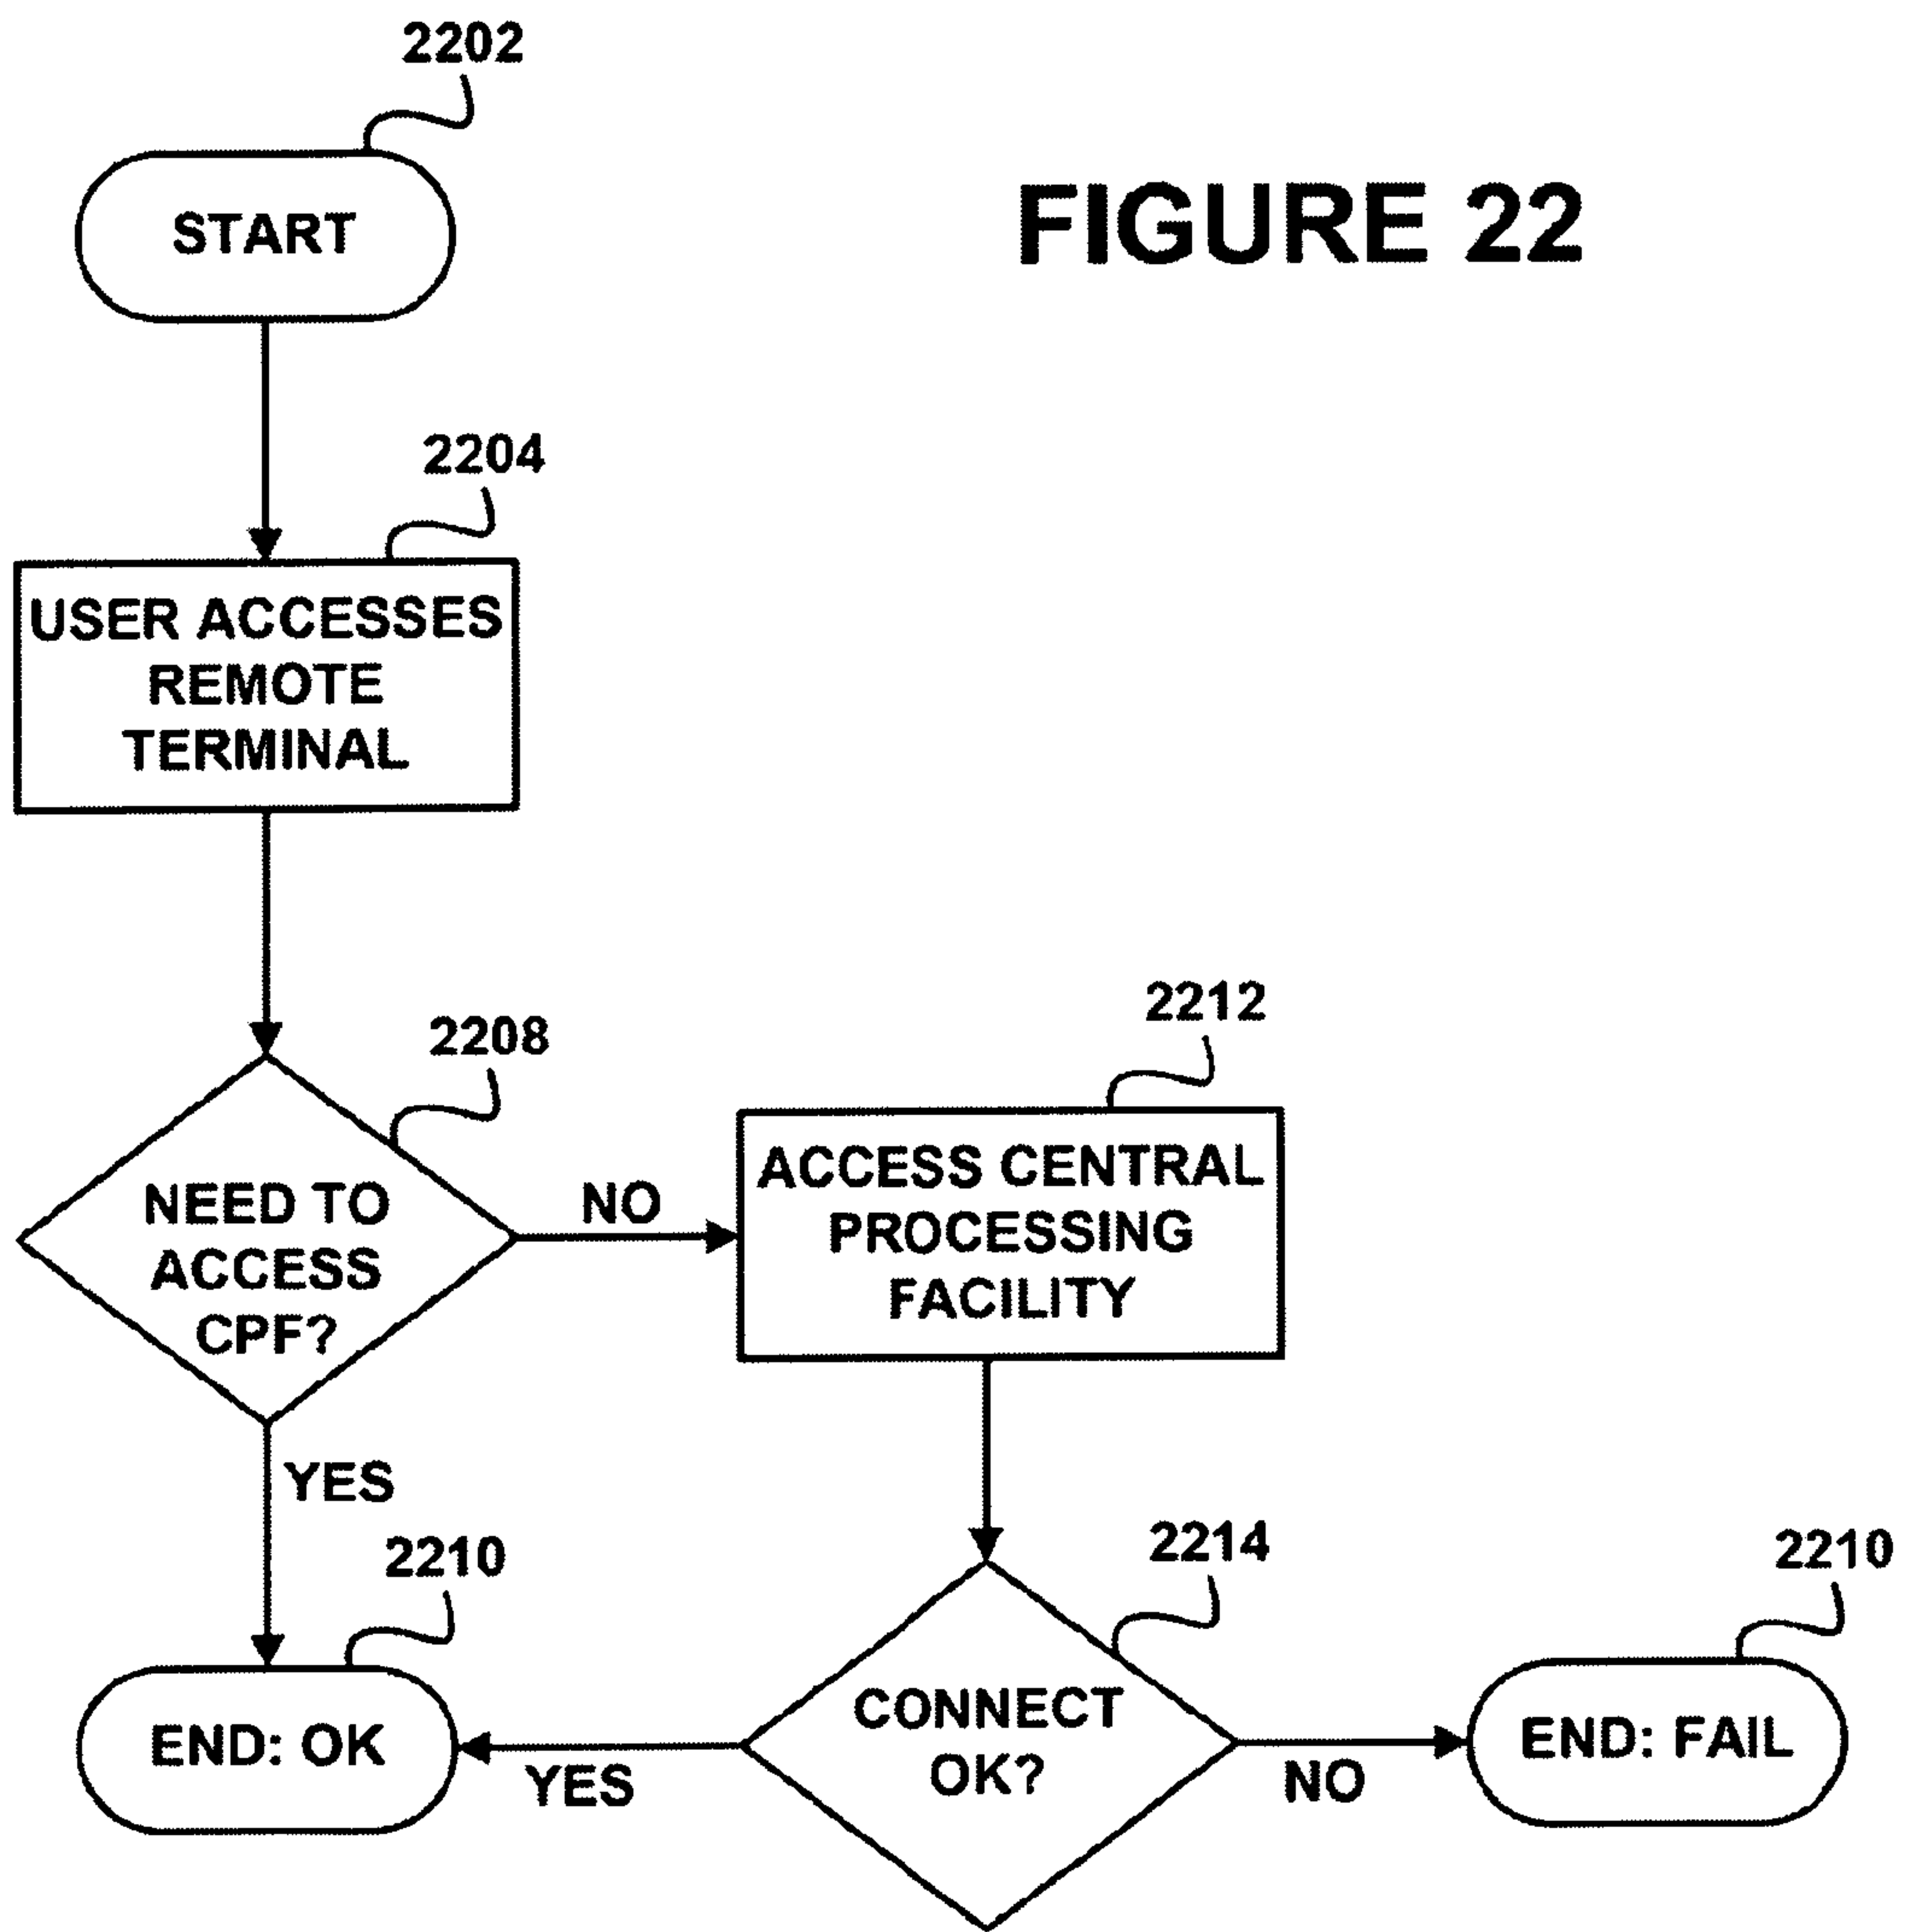 2202
START
FIGURE 22
2204
USER ACCESSES
REMOTE
TERMINAL
2208
NEED TO
ACCESS
CPF?
NO
2212
ACCESS CENTRAL
PROCESSING
FACILITY
YES
2210
END: OK
2214
CONNECT
OK?
YES
NO
2210
END: FAIL